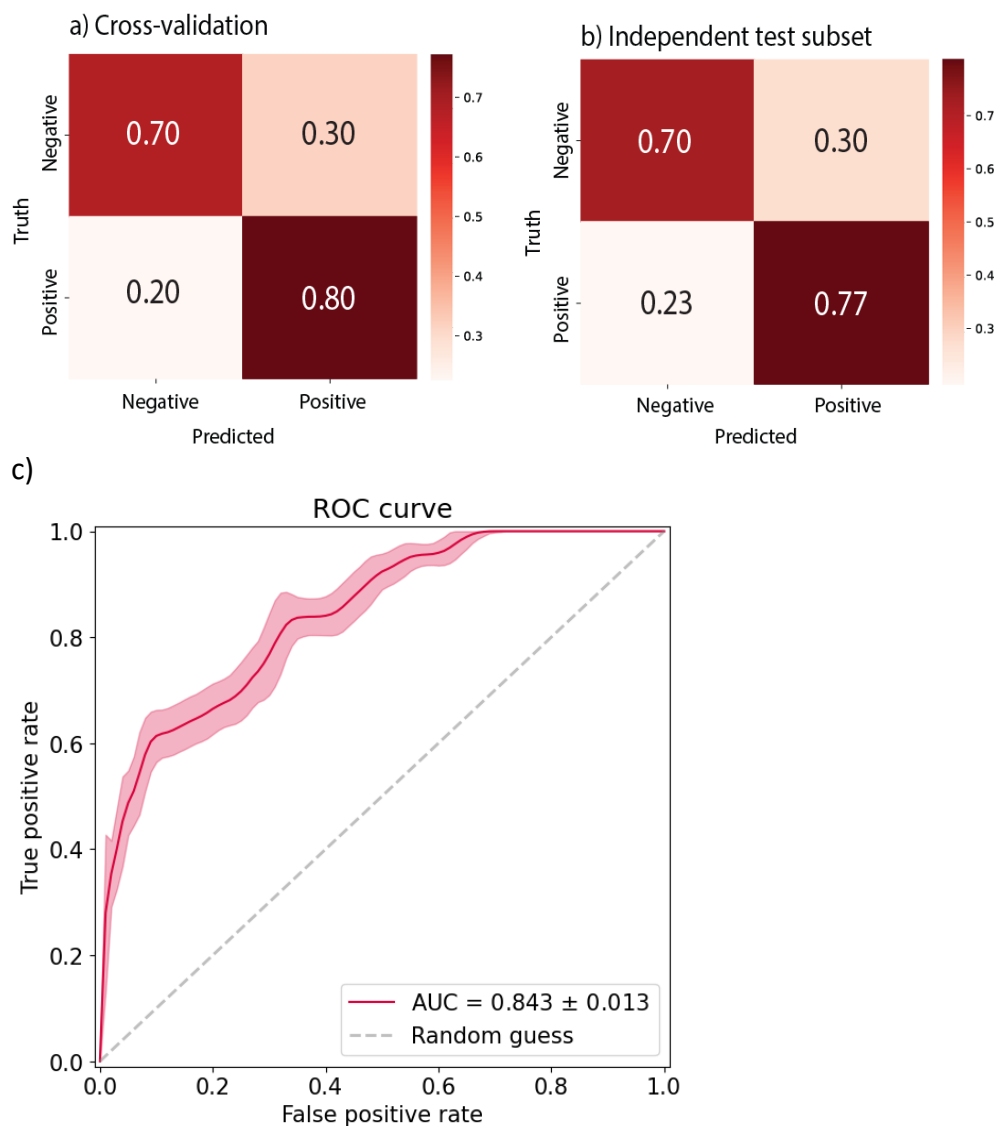 a) Cross-validation
Negative
Positive
Truth
0.70
0.30
0.20
0.80
Negative
Positive
Predicted
0.7
0.6
0.5
0.4
0.3
b) Independent test subset
Negative
Positive
Truth
0.70
0.30
0.23
0.77
Negative
Positive
Predicted
0.7
0.6
0.5
0.4
0.3
c)
ROC curve
True positive rate
1.0
0.8
0.6
0.4
0.2
0.0
AUC = 0.843 ± 0.013
Random guess
0.0
0.2
0.4
0.6
0.8
1.0
False positive rate